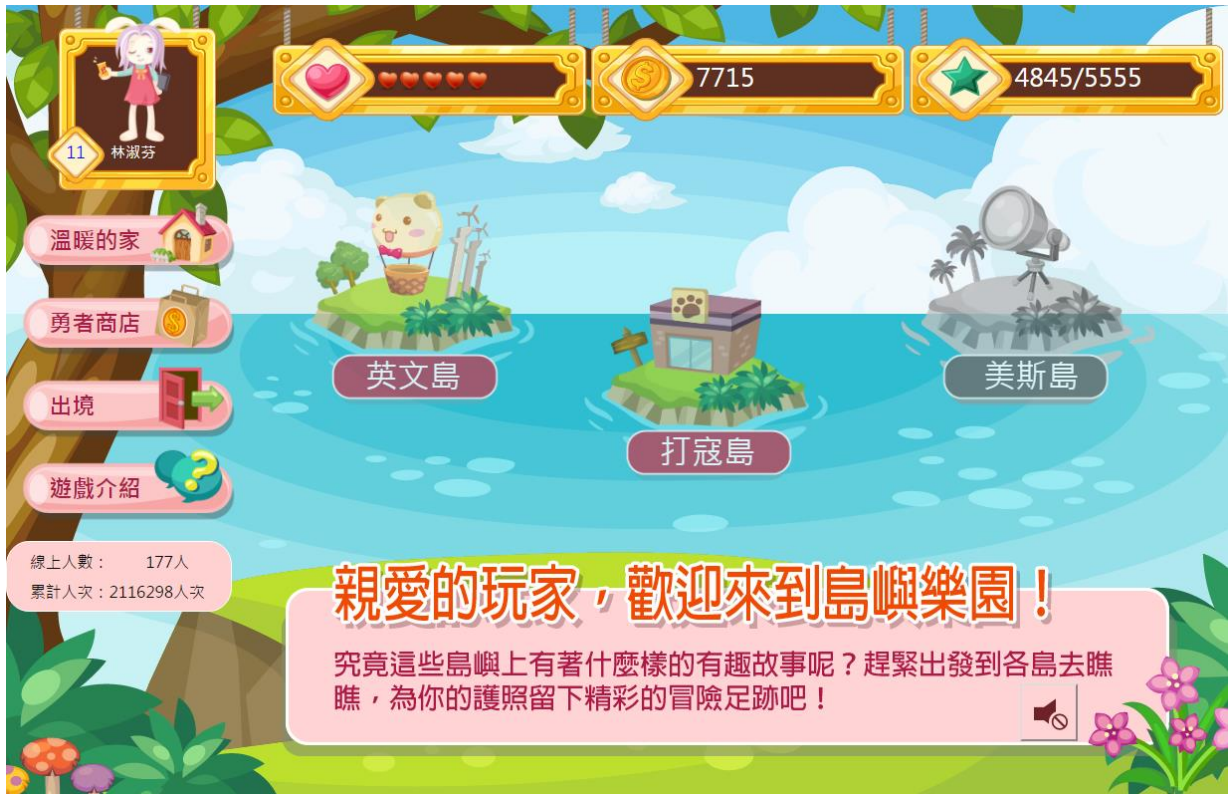 7715
4845/5555
11
林淑芬
溫暖的家
勇者商店
出境
遊戲介紹
線上人數: 177人
累計人次:2116298人次
英文島
打寇島
美斯島
親愛的玩家,歡迎來到島嶼樂園!
究竟這些島嶼上有著什麼樣的有趣故事呢?趕緊出發到各島去瞧
瞧,為你的護照留下精彩的冒險足跡吧!